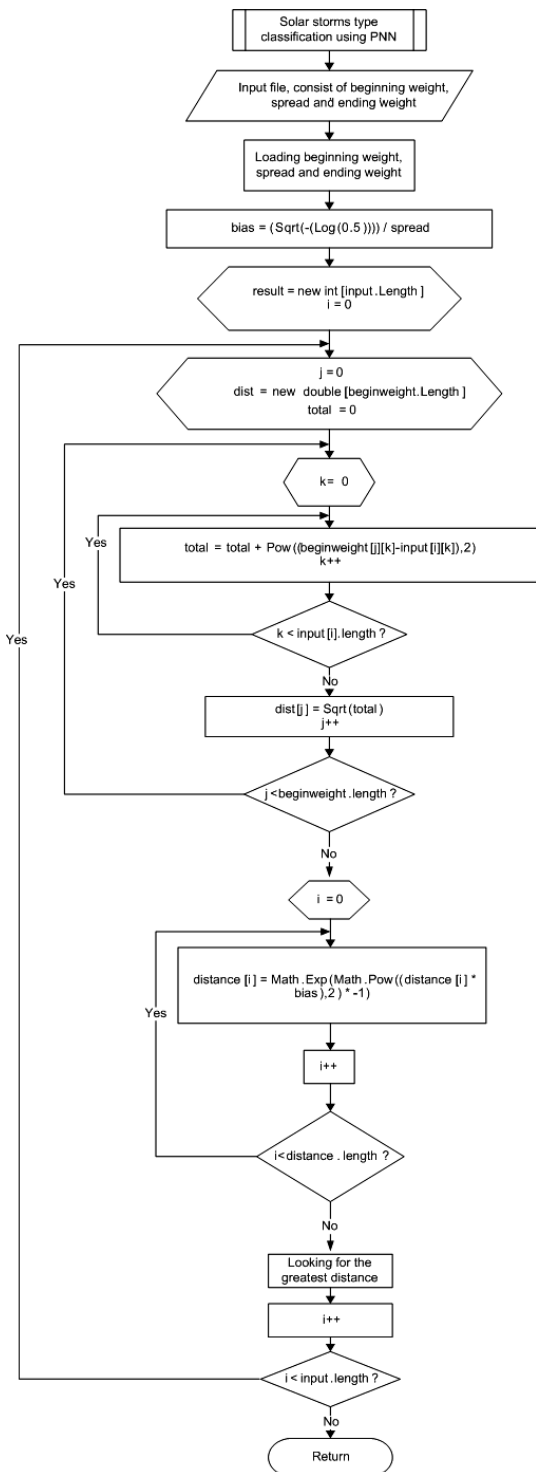 Solar storms type
classification using PNN
Input file, consist of beginning weight,
spread and ending weight
Loading beginning weight,
spread and ending weight
bias = (Sqrt(-(Log(0.5)))) / spread
result = new int [input.Length]
i = 0
j = 0
dist = new double [beginweight.Length]
total = 0
k = 0
Yes
total = total + Pow((beginweight[j][k]-input[i][k]),2)
k++
Yes
k < input[i].length ?
Yes
No
dist[j] = Sqrt(total)
j++
j <beginweight.length ?
No
i = 0
distance [i] = Math.Exp(Math.Pow((distance [i] *
bias),2) * -1)
Yes
i++
i<distance . length ?
No
Looking for the
greatest distance
i++
i < input.length ?
No
Return